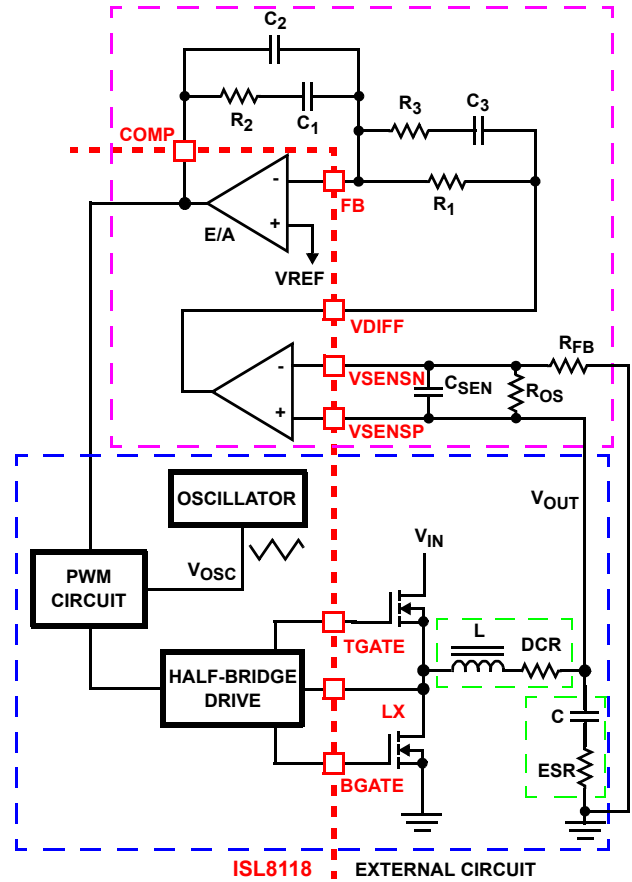 C2
R2
C1
R3
C3
COMP
-
FB
R1
E/A
+
VREF
VDIFF
-
VSENSN
RFB
CSEN
ROS
+
VSENSP
OSCILLATOR
VOUT
VIN
PWM
CIRCUIT
VOSC
L
DCR
TGATE
HALF-BRIDGE
DRIVE
LX
C
ESR
BGATE
ISL8118
EXTERNAL CIRCUIT